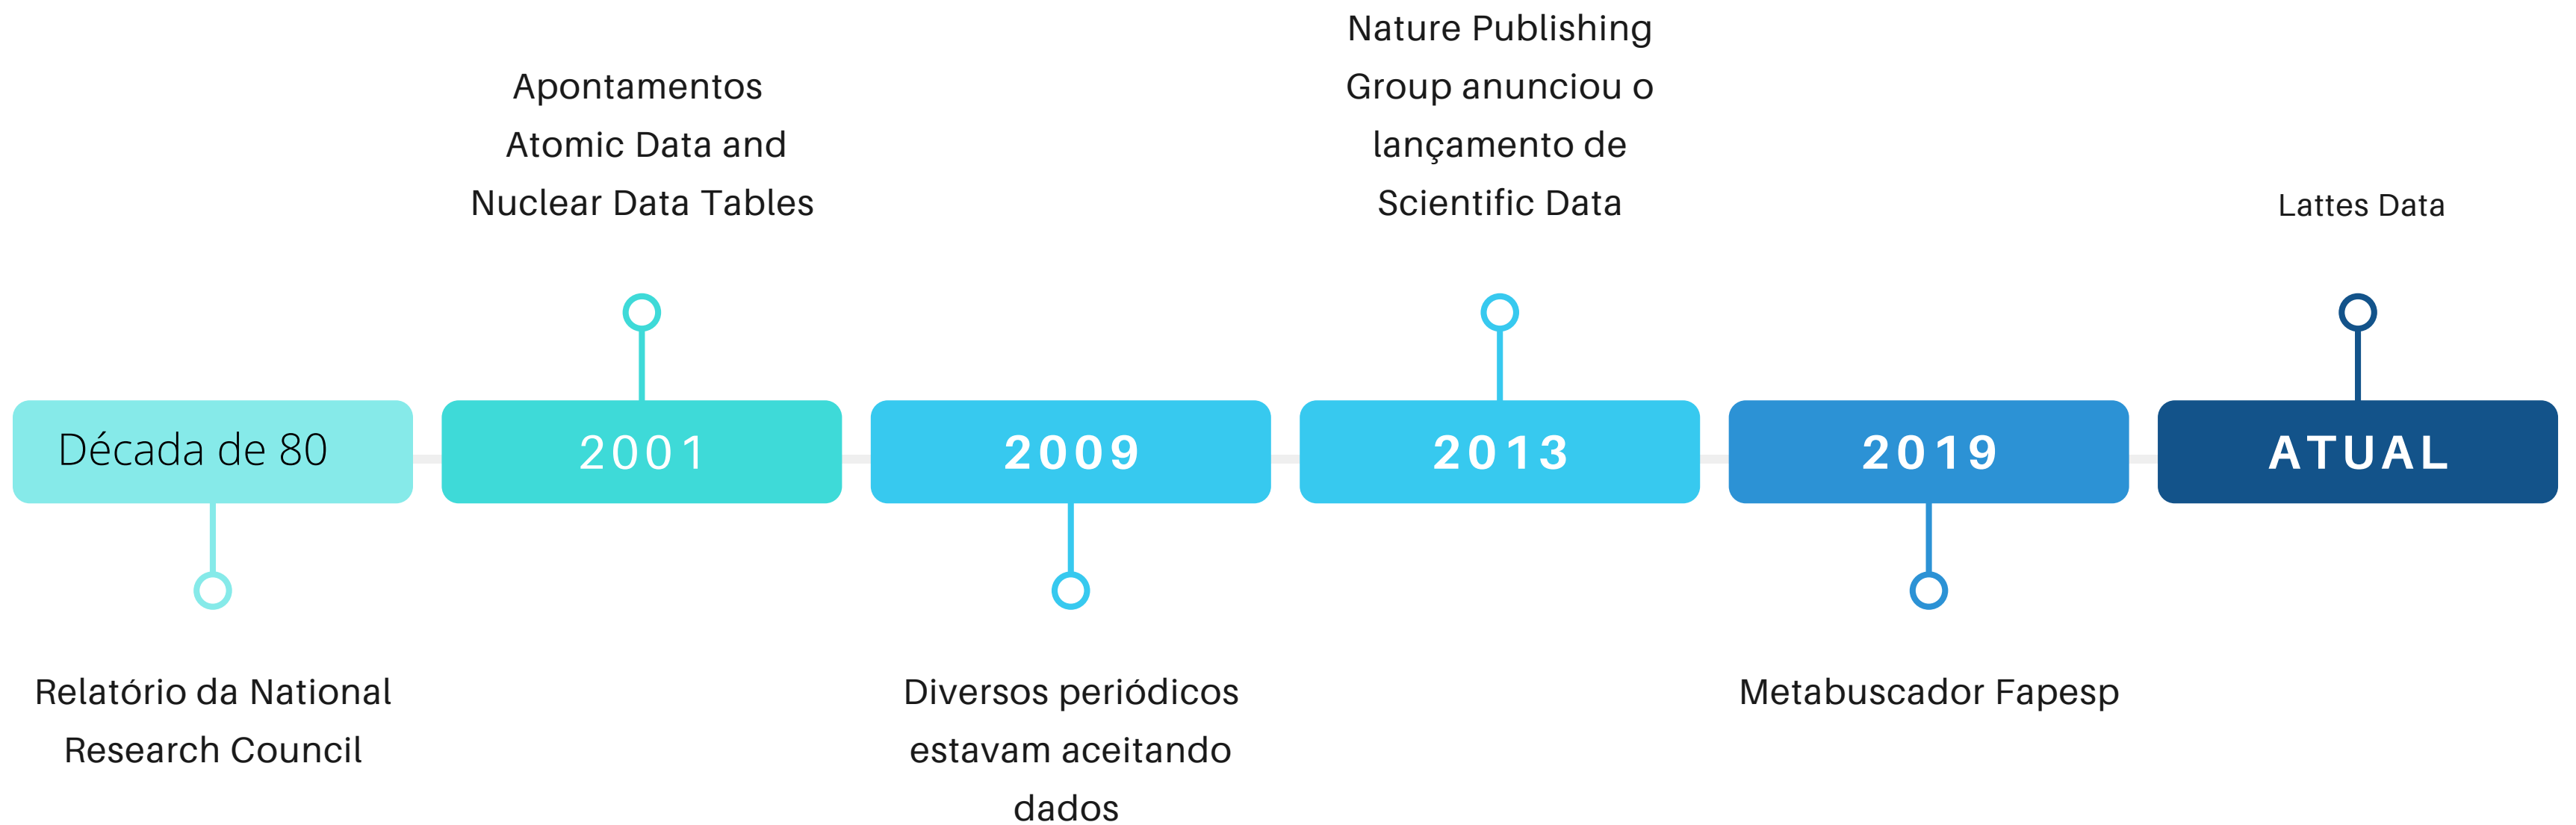 Nature Publishing
Group anunciou o
lançamento de
Scientific Data
Apontamentos
Atomic Data and
Nuclear Data Tables
Lattes Data
Década de 80
2001
2009
2013
2019
ATUAL
Relatório da National
Research Council
Diversos periódicos
estavam aceitando
dados
Metabuscador Fapesp